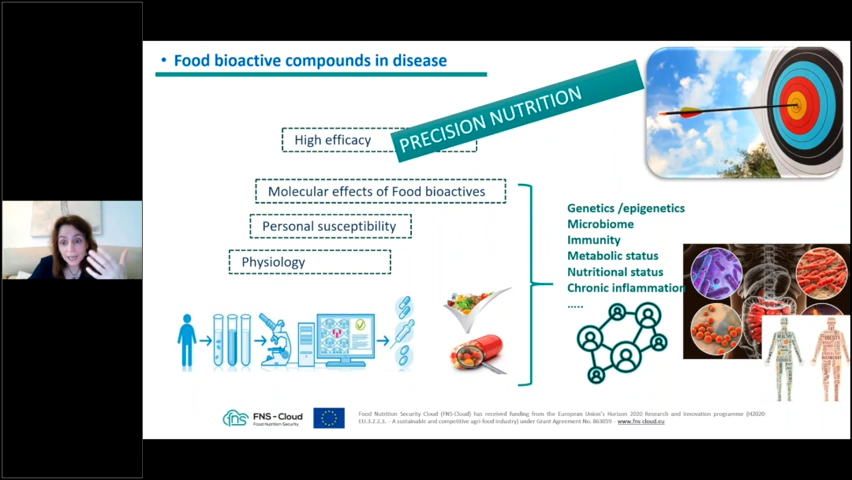 • Food bioactive compounds in disease
PRECISION NUTRITION
High efficacy
Molecular effects of Food bioactives
Personal susceptibility
Physiology
Genetics /epigenetics
Microbiome
Immunity
Metabolic status
Nutritional status
Chronic inflammation
.....
FNS - Cloud
Food Nutrition Security
Food Nutrition Security Cloud (FNS-Cloud) has received funding from the European Union's Horizon 2020 Research and Innovation programme (H2020-
EU.3.2.2.3. – A sustainable and competitive agri-food industry) under Grant Agreement No. 863059 – www.fns-cloud.eu